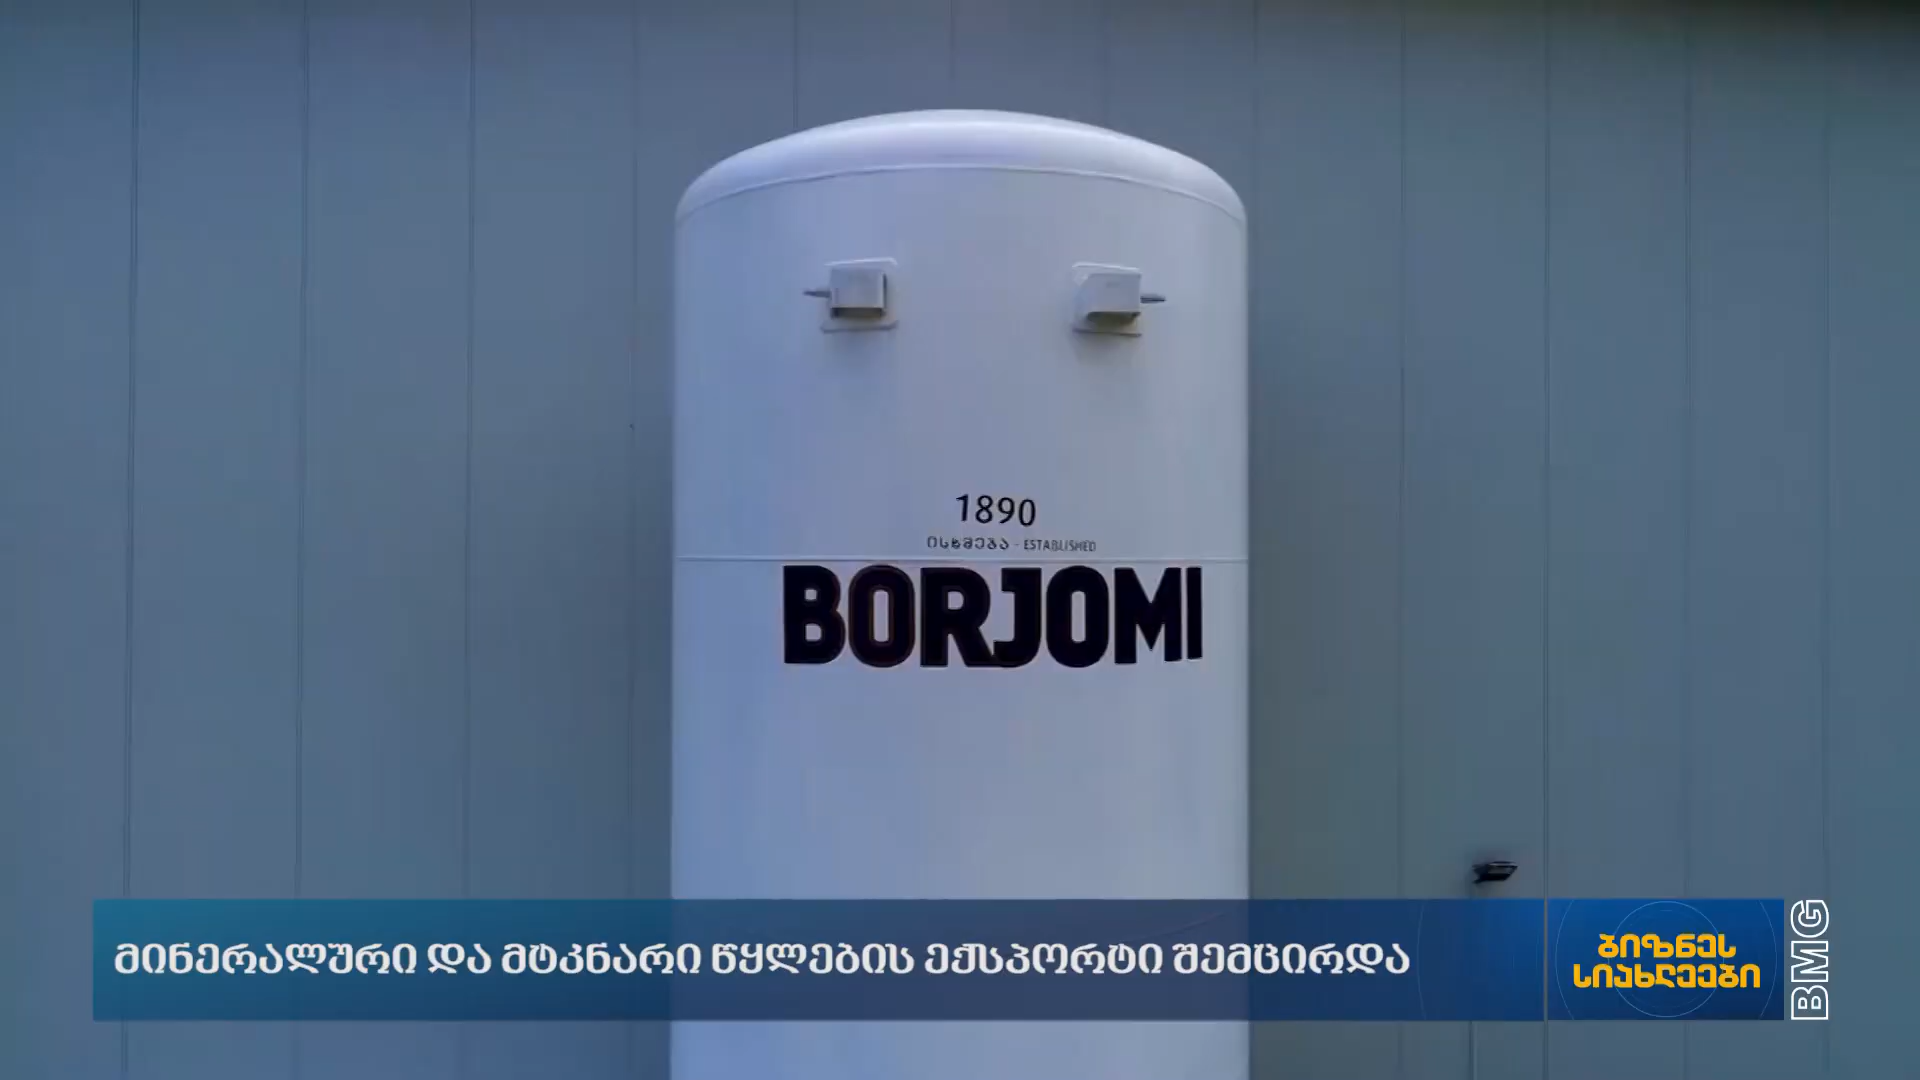 1890
ისხმება - ESTABLISHED
BORJOMI
მინერალური და მტკნარი წყლების ექსპორტი შემცირდა
ბიზნეს
სიახლეები
BMG